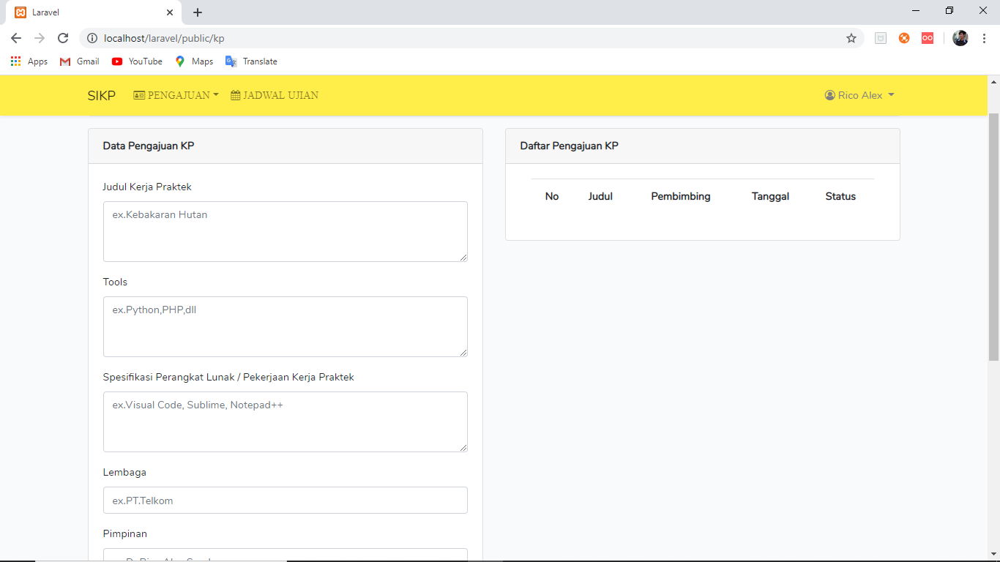 Laravel
localhost/laravel/public/kp
Apps Gmail YouTube Maps Translate
SIKP PENGAJUAN JADWAL UJIAN Rico Alex
Data Pengajuan KP
Judul Kerja Praktek
ex.Kebakaran Hutan
Tools
ex.Python,PHP,dll
Spesifikasi Perangkat Lunak / Pekerjaan Kerja Praktek
ex.Visual Code, Sublime, Notepad++
Lembaga
ex.PT.Telkom
Pimpinan
Daftar Pengajuan KP
No Judul Pembimbing Tanggal Status